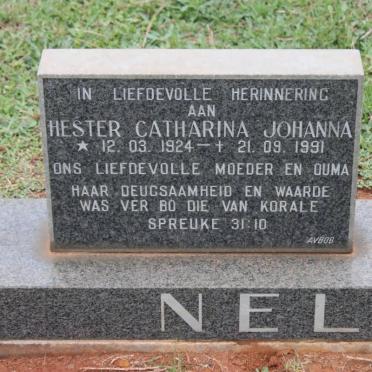 IN LIEFDEVOLLE HERINNERING
AAN
HESTER CATHARINA JOHANNA
★ 12. 03. 1924 – ✝ 21. 09. 1991
ONS LIEFDEVOLLE MOEDER EN OUMA
HAAR DEUGSAAMHEID EN WAARDE
WAS VER BO DIE VAN KORALE
SPREUKE 31:10
AVBOB
NEL